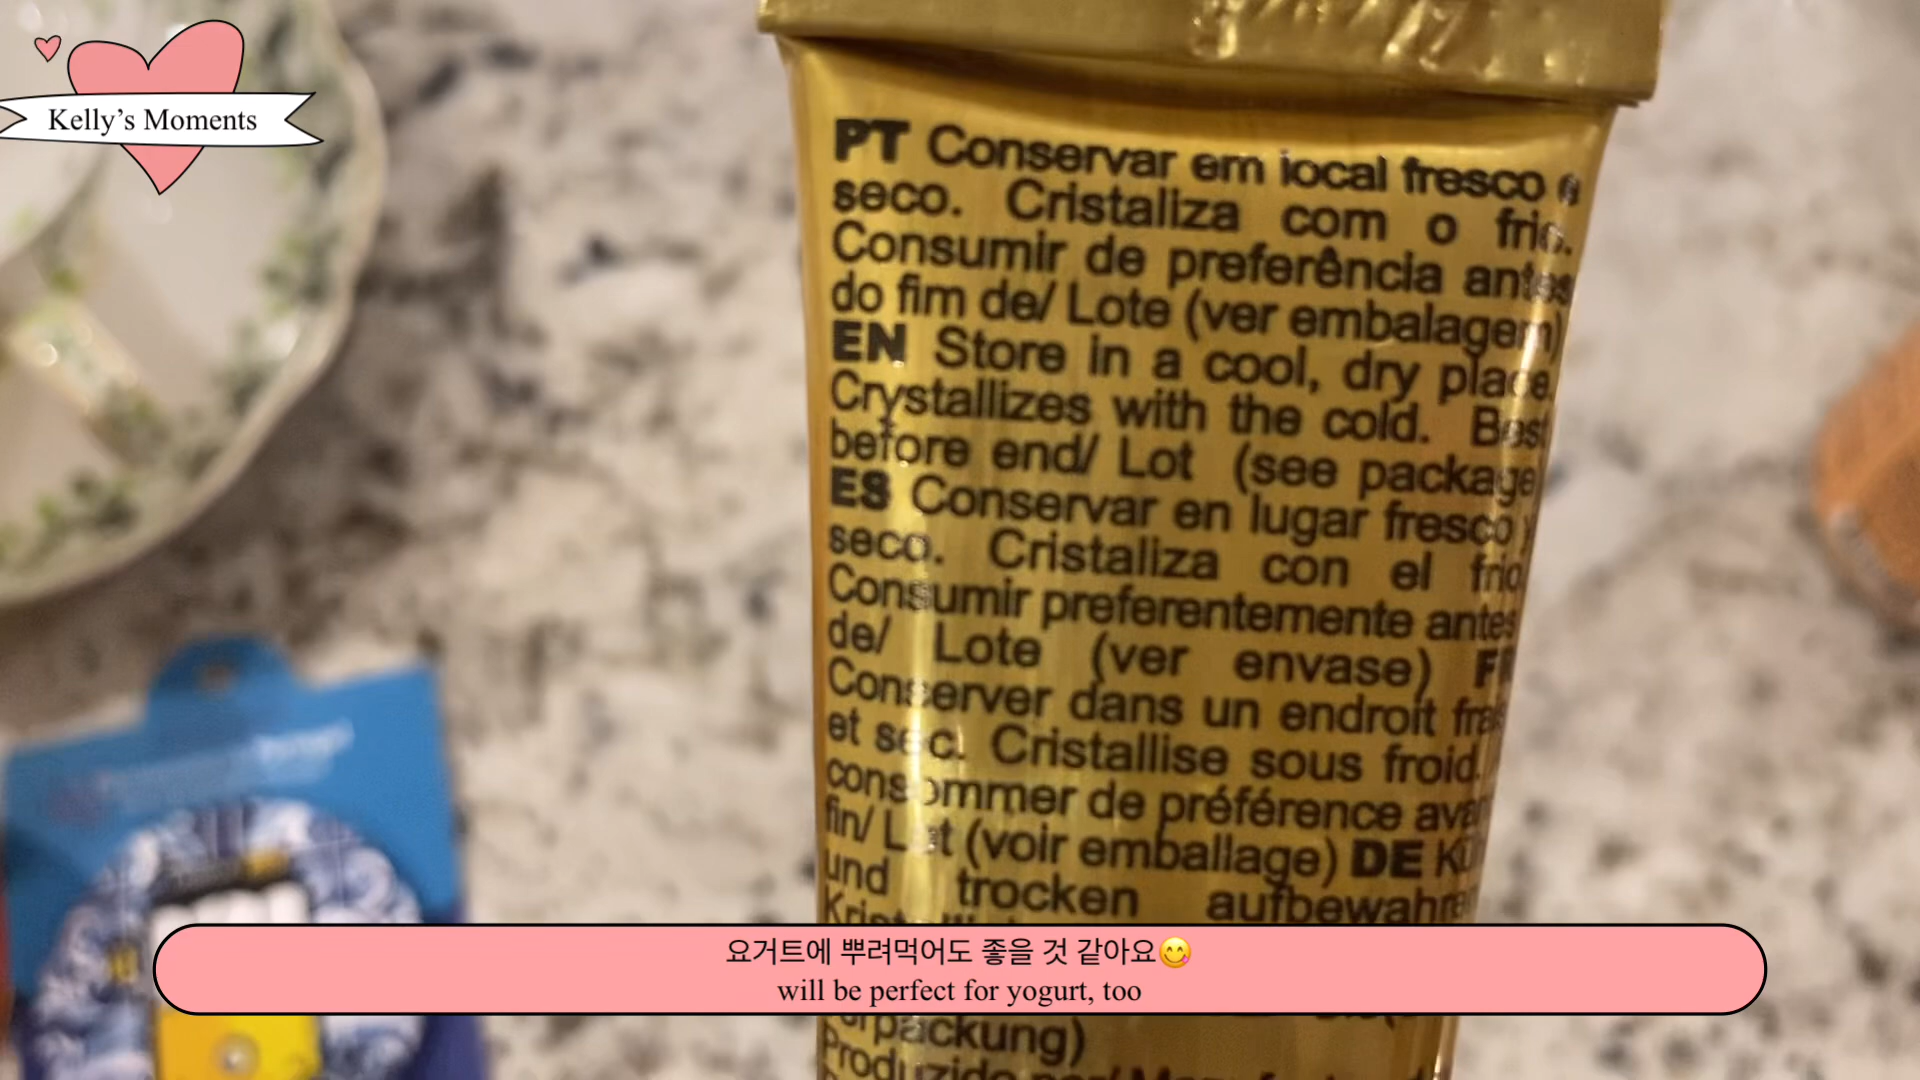 Kelly’s Moments
PT Conservar em local fresco e
seco. Cristaliza com o frio.
Consumir de preferência antes
do fim de/ Lote (ver embalagem)
EN Store in a cool, dry place.
Crystallizes with the cold. Best
before end/ Lot (see package)
ES Conservar en lugar fresco y
seco. Cristaliza con el frio
Consumir preferentemente antes
de/ Lote (ver envase) FR
Conserver dans un endroit frais
et sec. Cristallise sous froid.
consommer de préférence avant
fin/ Lot (voir emballage) DE
und trocken aufbewahren
요거트에 뿌려먹어도 좋을 것 같아요😋
will be perfect for yogurt, too